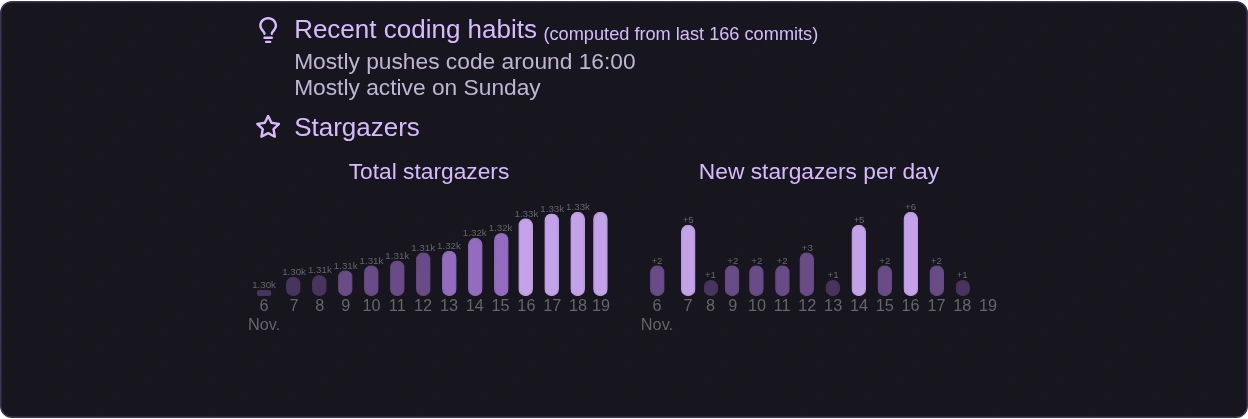 Recent coding habits (computed from last 166 commits)
Mostly pushes code around 16:00
Mostly active on Sunday
Stargazers
Total stargazers
1.30k 1.30k 1.31k 1.31k 1.31k 1.31k 1.31k 1.32k 1.32k 1.32k 1.33k 1.33k 1.33k
6 7 8 9 10 11 12 13 14 15 16 17 18 19
Nov.
New stargazers per day
+2 +5 +1 +2 +2 +2 +3 +1 +5 +2 +6 +2 +1
6 7 8 9 10 11 12 13 14 15 16 17 18 19
Nov.